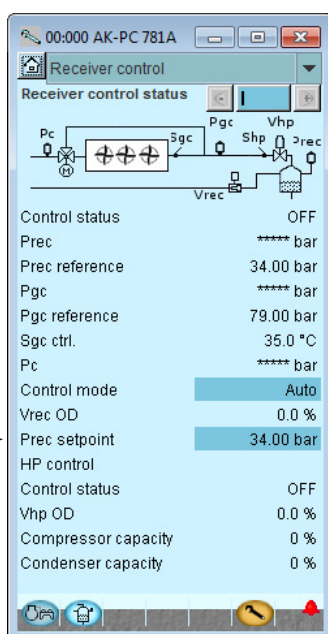 00:000 AK-PC 781A
Receiver control
Receiver control status
Pgc Vhp
Pc Sgc Shp Prec
M
Vrec
Control status OFF
Prec ***** bar
Prec reference 34.00 bar
Pgc ***** bar
Pgc reference 79.00 bar
Sgc ctrl. 35.0 °C
Pc ***** bar
Control mode Auto
Vrec OD 0.0 %
Prec setpoint 34.00 bar
HP control
Control status OFF
Vhp OD 0.0 %
Compressor capacity 0 %
Condenser capacity 0 %